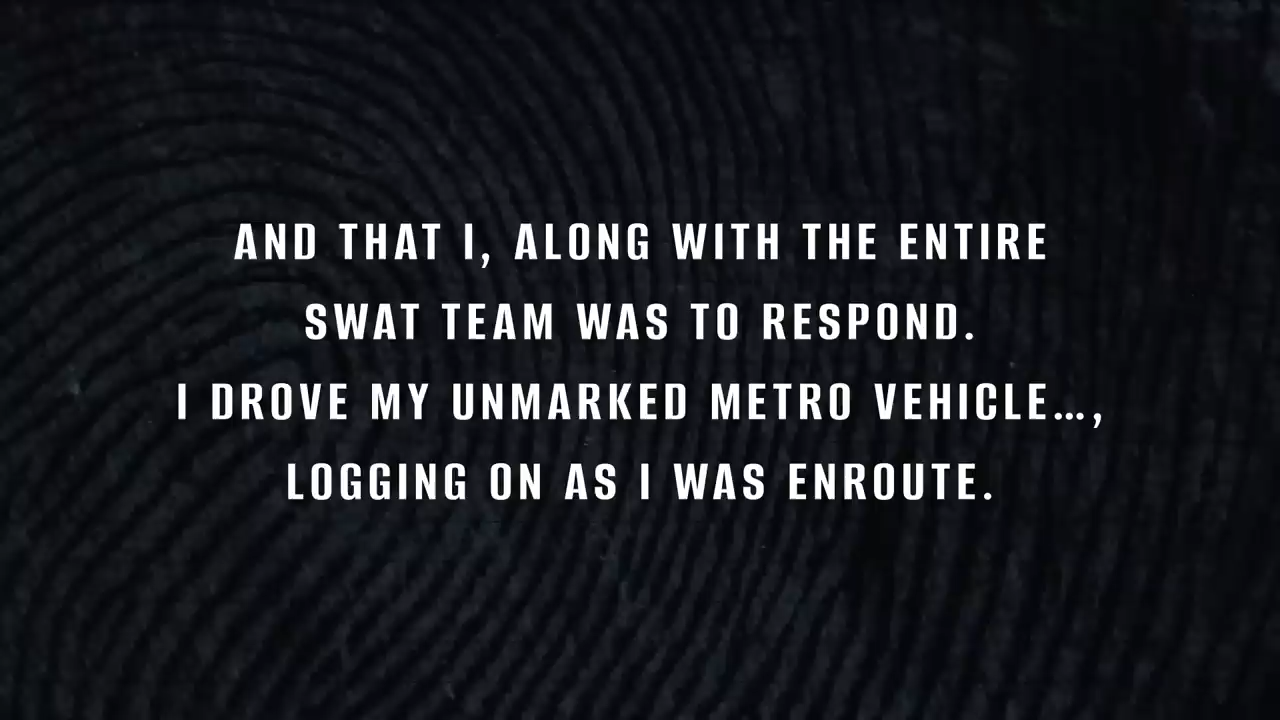 AND THAT I, ALONG WITH THE ENTIRE
SWAT TEAM WAS TO RESPOND.
I DROVE MY UNMARKED METRO VEHICLE...,
LOGGING ON AS I WAS ENROUTE.